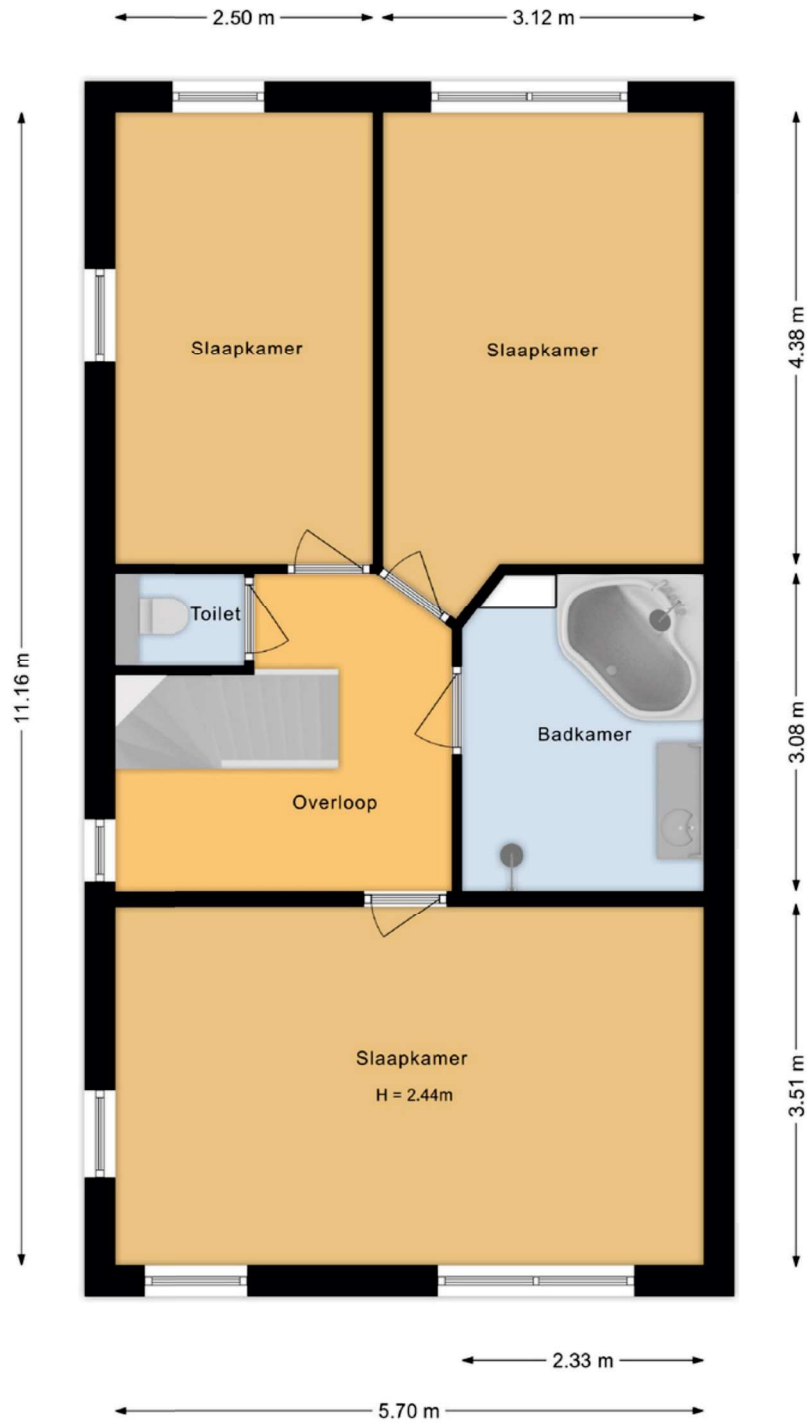 2.50 m
3.12 m
Slaapkamer
Slaapkamer
4.38 m
11.16 m
Toilet
Badkamer
3.08 m
Overloop
Slaapkamer
H = 2.44m
3.51 m
2.33 m
5.70 m